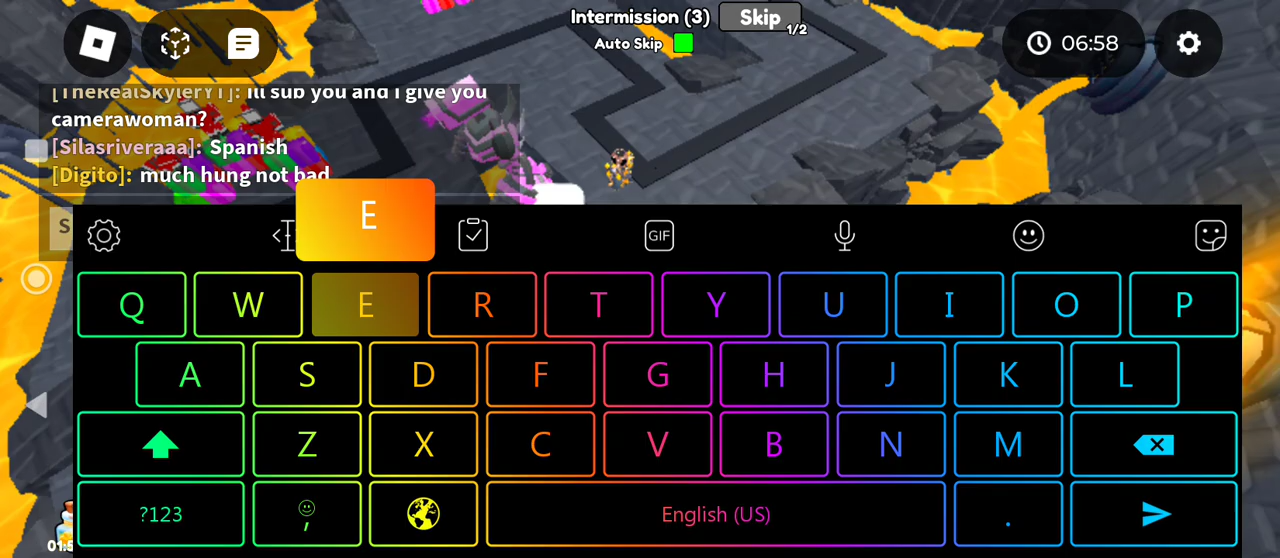 Intermission (3)
Skip
1/2
Auto Skip
06:58
[TheRealSkylerYT]: Ill sub you and I give you
camerawoman?
[Silasriveraaa]: Spanish
[Digito]: much hung not bad
S
E
GIF
Q W E R T Y U I O P
A S D F G H J K L
Z X C V B N M
?123
,
English (US)
.